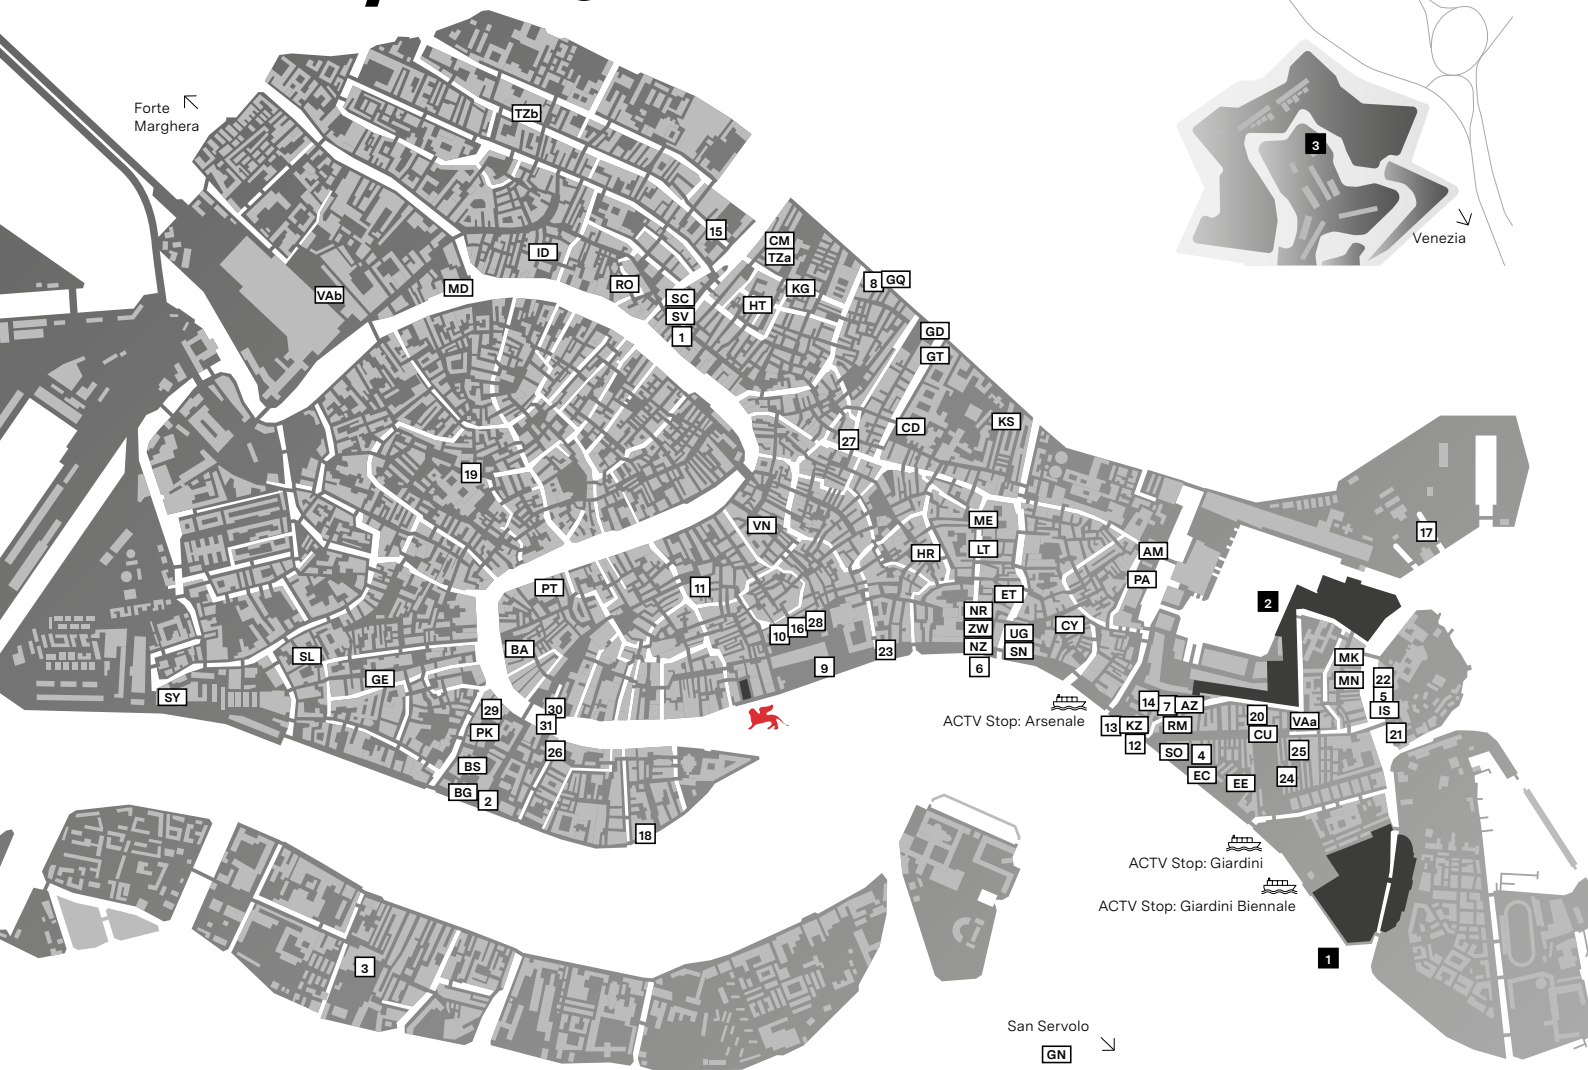 Forte
Marghera
TZb
3
Venezia
15
CM
TZa
ID
RO
KG
8
GQ
VAb
MD
SC
HT
SV
1
GD
GT
KS
CD
27
19
VN
ME
17
HR
LT
AM
PA
PT
11
ET
2
NR
28
16
10
ZW
UG
CY
BA
NZ
SN
23
SL
9
6
MK
GE
MN
22
SY
5
29
30
14
7
AZ
IS
31
ACTV Stop: Arsenale
13
KZ
RM
20
VAa
PK
12
CU
21
26
SO
4
25
BS
EC
EE
24
BG
2
18
ACTV Stop: Giardini
ACTV Stop: Giardini Biennale
1
3
San Servolo
GN